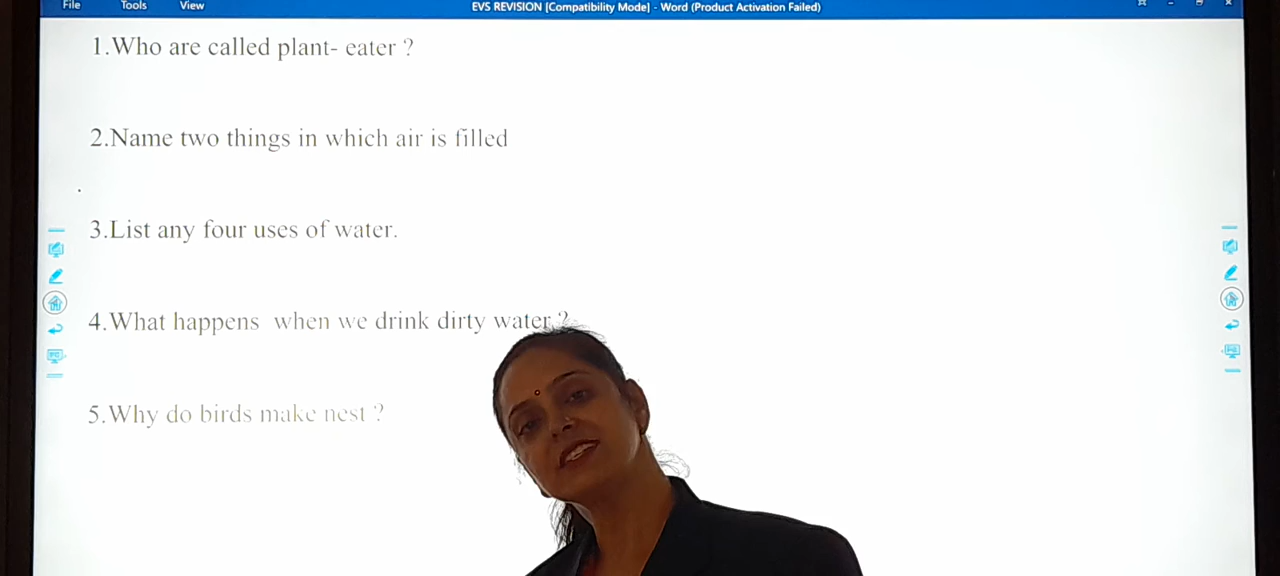 File Tools View EVS REVISION [Compatibility Mode] - Word (Product Activation Failed)
1.Who are called plant- eater ?
2.Name two things in which air is filled
.
3.List any four uses of water.
4.What happens when we drink dirty water ?
5.Why do birds make nest ?